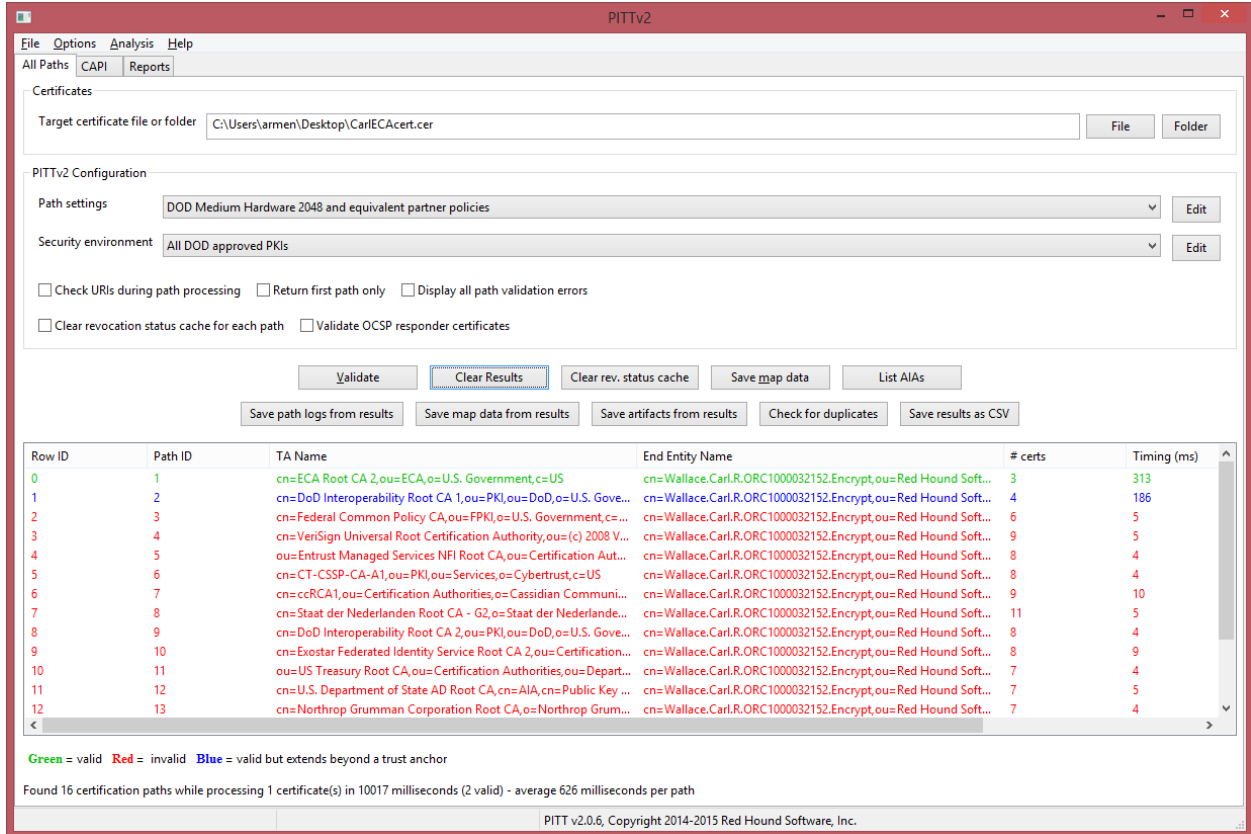 PITTv2
File Options Analysis Help
All Paths CAPI Reports
Certificates
Target certificate file or folder C:\Users\armen\Desktop\CarlECAcert.cer File Folder
PITTv2 Configuration
Path settings DOD Medium Hardware 2048 and equivalent partner policies Edit
Security environment All DOD approved PKIs Edit
Check URIs during path processing Return first path only Display all path validation errors
Clear revocation status cache for each path Validate OCSP responder certificates
Validate Clear Results Clear rev. status cache Save map data List AIAs
Save path logs from results Save map data from results Save artifacts from results Check for duplicates Save results as CSV
Row ID Path ID TA Name End Entity Name # certs Timing (ms)
0 1 cn=ECA Root CA 2,ou=ECA,o=U.S. Government,c=US cn=Wallace.Carl.R.ORC1000032152.Encrypt,ou=Red Hound Soft... 3 313
1 2 cn=DoD Interoperability Root CA 1,ou=PKI,ou=DoD,o=U.S. Gove... cn=Wallace.Carl.R.ORC1000032152.Encrypt,ou=Red Hound Soft... 4 186
2 3 cn=Federal Common Policy CA,ou=FPKI,o=U.S. Government,c=... cn=Wallace.Carl.R.ORC1000032152.Encrypt,ou=Red Hound Soft... 6 5
3 4 cn=VeriSign Universal Root Certification Authority,ou=(c) 2008 V... cn=Wallace.Carl.R.ORC1000032152.Encrypt,ou=Red Hound Soft... 9 5
4 5 ou=Entrust Managed Services NFI Root CA,ou=Certification Aut... cn=Wallace.Carl.R.ORC1000032152.Encrypt,ou=Red Hound Soft... 8 4
5 6 cn=CT-CSSP-CA-A1,ou=PKI,ou=Services,o=Cybertrust,c=US cn=Wallace.Carl.R.ORC1000032152.Encrypt,ou=Red Hound Soft... 8 4
6 7 cn=ccRCA1,ou=Certification Authorities,o=Cassidian Communi... cn=Wallace.Carl.R.ORC1000032152.Encrypt,ou=Red Hound Soft... 9 10
7 8 cn=Staat der Nederlanden Root CA - G2,o=Staat der Nederlande... cn=Wallace.Carl.R.ORC1000032152.Encrypt,ou=Red Hound Soft... 11 5
8 9 cn=DoD Interoperability Root CA 2,ou=PKI,ou=DoD,o=U.S. Gove... cn=Wallace.Carl.R.ORC1000032152.Encrypt,ou=Red Hound Soft... 8 4
9 10 cn=Exostar Federated Identity Service Root CA 2,ou=Certification... cn=Wallace.Carl.R.ORC1000032152.Encrypt,ou=Red Hound Soft... 8 9
10 11 ou=US Treasury Root CA,ou=Certification Authorities,ou=Depart... cn=Wallace.Carl.R.ORC1000032152.Encrypt,ou=Red Hound Soft... 7 4
11 12 cn=U.S. Department of State AD Root CA,cn=AIA,cn=Public Key ... cn=Wallace.Carl.R.ORC1000032152.Encrypt,ou=Red Hound Soft... 7 5
12 13 cn=Northrop Grumman Corporation Root CA,o=Northrop Grum... cn=Wallace.Carl.R.ORC1000032152.Encrypt,ou=Red Hound Soft... 7 4
Green = valid Red = invalid Blue = valid but extends beyond a trust anchor
Found 16 certification paths while processing 1 certificate(s) in 10017 milliseconds (2 valid) - average 626 milliseconds per path
PITT v2.0.6, Copyright 2014-2015 Red Hound Software, Inc.